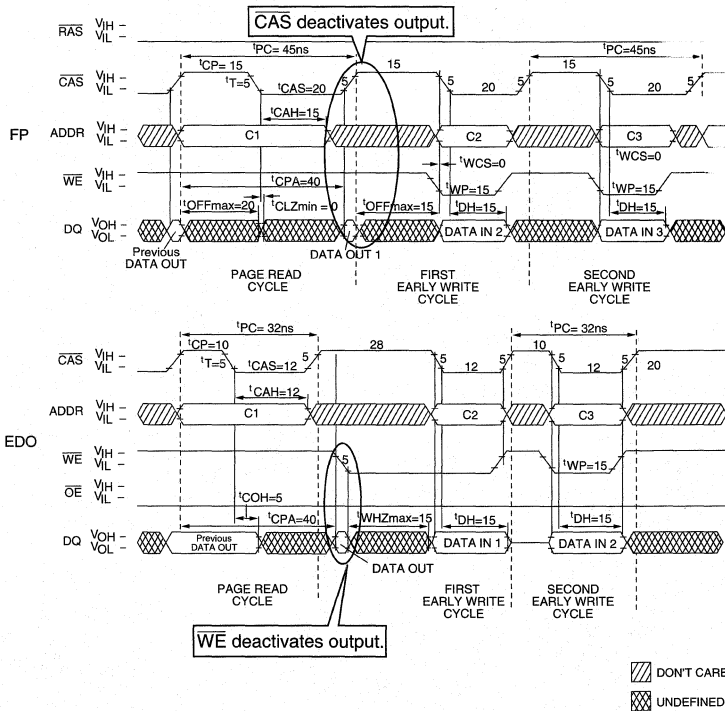 CAS deactivates output.
RAS VIH –
VIL –
tPC= 45ns
tPC=45ns
tCP= 15
tT=5
tCAS=20
5
15
5
20
5
15
5
20
5
CAS VIH –
VIL –
tCAH=15
FP
ADDR VIH –
VIL –
C1
C2
C3
tWCS=0
tWCS=0
WE VIH –
VIL –
tCPA=40
tWP=15
tWP=15
tOFFmax=20
tCLZmin = 0
tOFFmax=15
tDH=15
tDH=15
DQ VOH –
VOL –
DATA IN 2
DATA IN 3
Previous
DATA OUT
DATA OUT 1
PAGE READ
CYCLE
FIRST
EARLY WRITE
CYCLE
SECOND
EARLY WRITE
CYCLE
tPC= 32ns
tPC= 32ns
tCP=10
tT=5
tCAS=12
5
28
5
12
5
10
5
12
5
20
CAS VIH –
VIL –
tCAH=12
ADDR VIH –
VIL –
C1
C2
C3
EDO
WE VIH –
VIL –
5
tWP=15
OE VIH –
VIL –
tCOH=5
tCPA=40
tWHZmax=15
tDH=15
tDH=15
DQ VOH –
VOL –
Previous
DATA OUT
DATA IN 1
DATA IN 2
DATA OUT
PAGE READ
CYCLE
FIRST
EARLY WRITE
CYCLE
SECOND
EARLY WRITE
CYCLE
WE deactivates output.
DON'T CARE
UNDEFINED